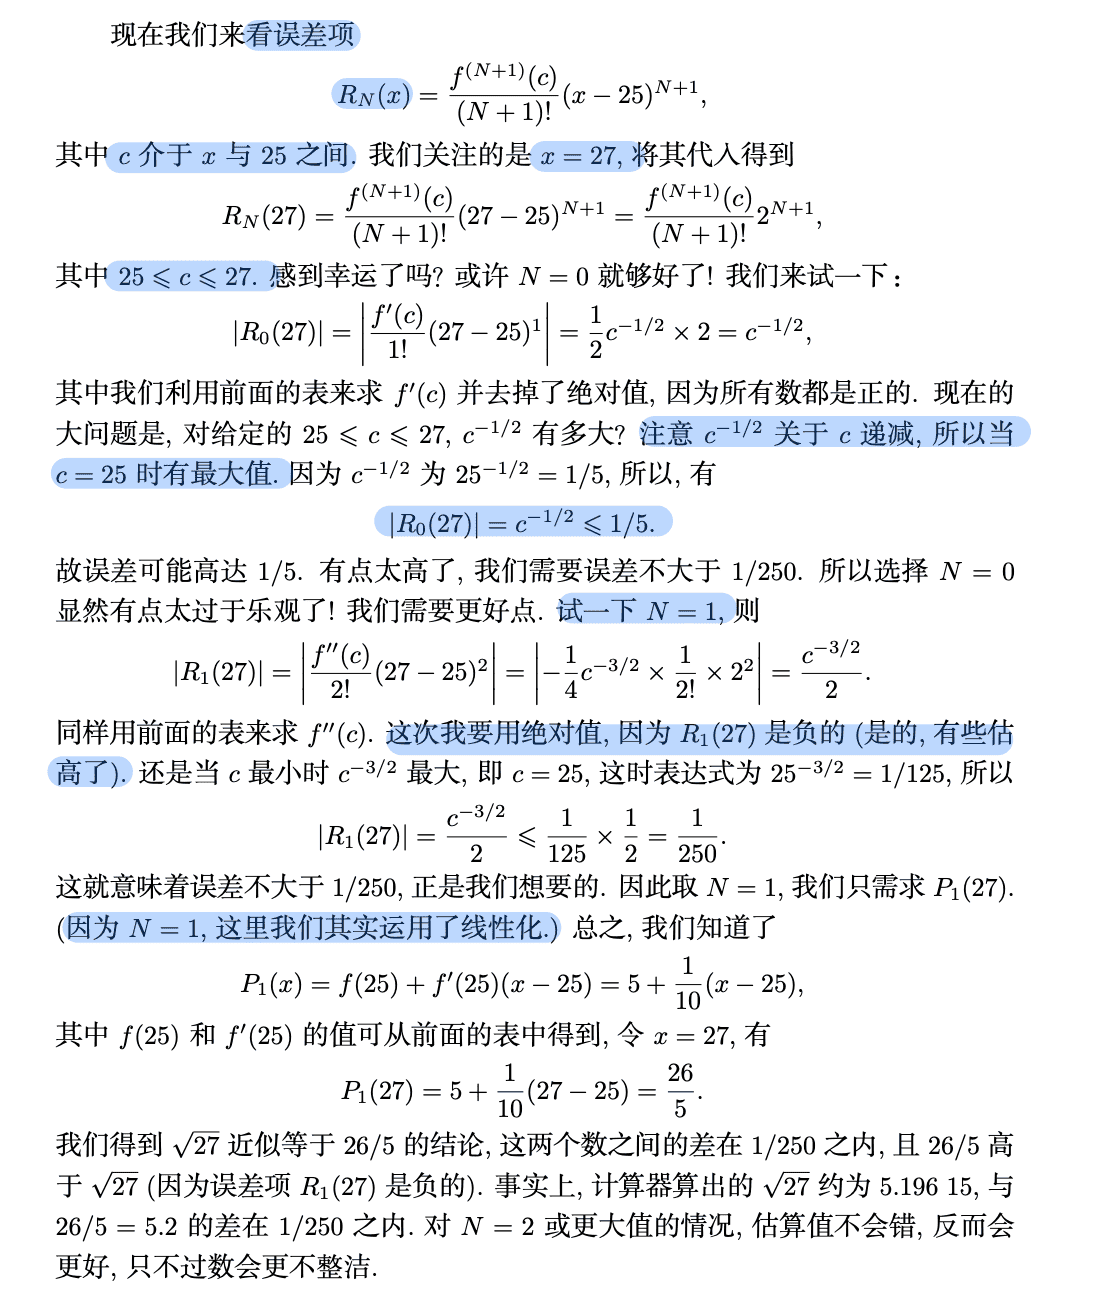 现在我们来看误差项
R_N(x) = \frac{f^{(N+1)}(c)}{(N+1)!}(x − 25)^{N+1},
其中 c 介于 x 与 25 之间. 我们关注的是 x = 27, 将其代入得到
R_N(27) = \frac{f^{(N+1)}(c)}{(N+1)!}(27 − 25)^{N+1} = \frac{f^{(N+1)}(c)}{(N+1)!}2^{N+1},
其中 25 ⩽ c ⩽ 27. 感到幸运了吗? 或许 N = 0 就够好了! 我们来试一下:
|R_0(27)| = \left|\frac{f'(c)}{1!}(27 − 25)^1\right| = \frac{1}{2}c^{−1/2} × 2 = c^{−1/2},
其中我们利用前面的表来求 f'(c) 并去掉了绝对值, 因为所有数都是正的. 现在的
大问题是, 对给定的 25 ⩽ c ⩽ 27, c^{−1/2} 有多大? 注意 c^{−1/2} 关于 c 递减, 所以当
c = 25 时有最大值. 因为 c^{−1/2} 为 25^{−1/2} = 1/5, 所以, 有
|R_0(27)| = c^{−1/2} ⩽ 1/5.
故误差可能高达 1/5. 有点太高了, 我们需要误差不大于 1/250. 所以选择 N = 0
显然有点太过于乐观了! 我们需要更好点. 试一下 N = 1, 则
|R_1(27)| = \left|\frac{f''(c)}{2!}(27 − 25)^2\right| = \left|−\frac{1}{4}c^{−3/2} × \frac{1}{2!} × 2^2\right| = \frac{c^{−3/2}}{2}.
同样用前面的表来求 f''(c). 这次我要用绝对值, 因为 R_1(27) 是负的 (是的, 有些估
高了). 还是当 c 最小时 c^{−3/2} 最大, 即 c = 25, 这时表达式为 25^{−3/2} = 1/125, 所以
|R_1(27)| = \frac{c^{−3/2}}{2} ⩽ \frac{1}{125} × \frac{1}{2} = \frac{1}{250}.
这就意味着误差不大于 1/250, 正是我们想要的. 因此取 N = 1, 我们只需求 P_1(27).
(因为 N = 1, 这里我们其实运用了线性化.) 总之, 我们知道了
P_1(x) = f(25) + f'(25)(x − 25) = 5 + \frac{1}{10}(x − 25),
其中 f(25) 和 f'(25) 的值可从前面的表中得到, 令 x = 27, 有
P_1(27) = 5 + \frac{1}{10}(27 − 25) = \frac{26}{5}.
我们得到 √27 近似等于 26/5 的结论, 这两个数之间的差在 1/250 之内, 且 26/5 高
于 √27 (因为误差项 R_1(27) 是负的). 事实上, 计算器算出的 √27 约为 5.196 15, 与
26/5 = 5.2 的差在 1/250 之内. 对 N = 2 或更大值的情况, 估算值不会错, 反而会
更好, 只不过数会更不整洁.